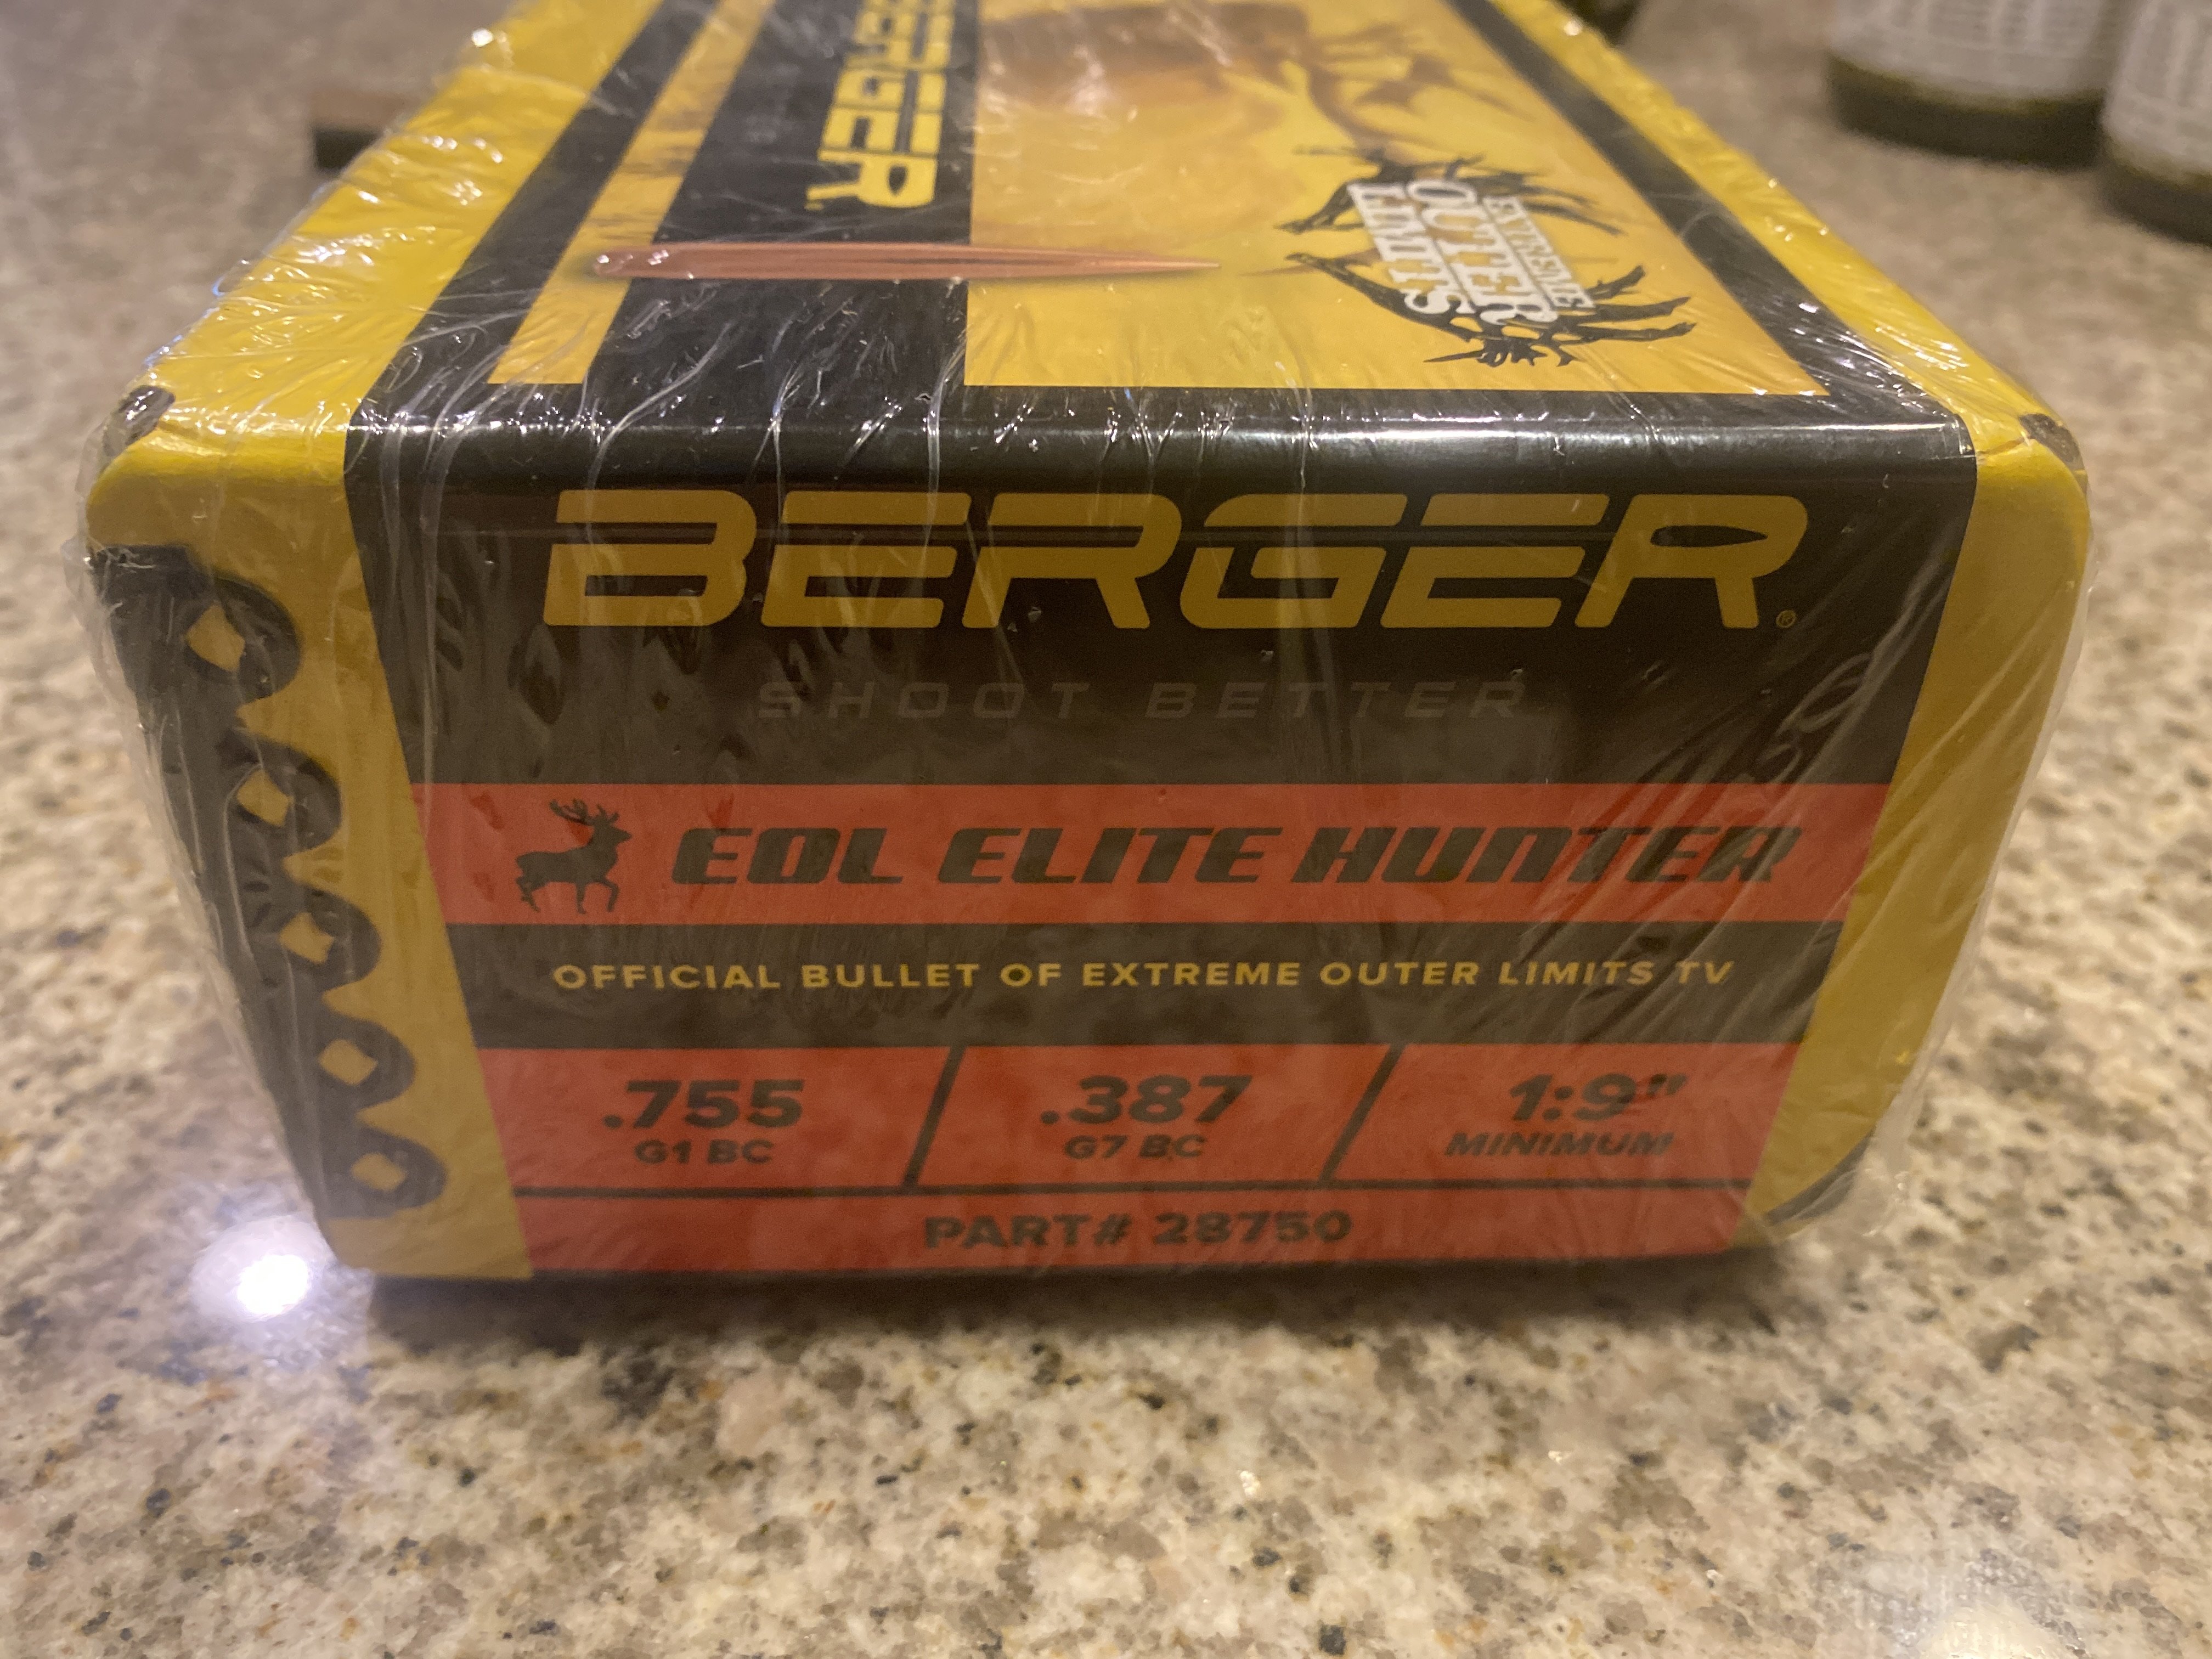 BERGER
EXTREME
OUTER
LIMITS
BERGER®
SHOOT BETTER
EOL ELITE HUNTER
OFFICIAL BULLET OF EXTREME OUTER LIMITS TV
.755
G1 BC
.387
G7 BC
1:9"
MINIMUM
PART# 28750